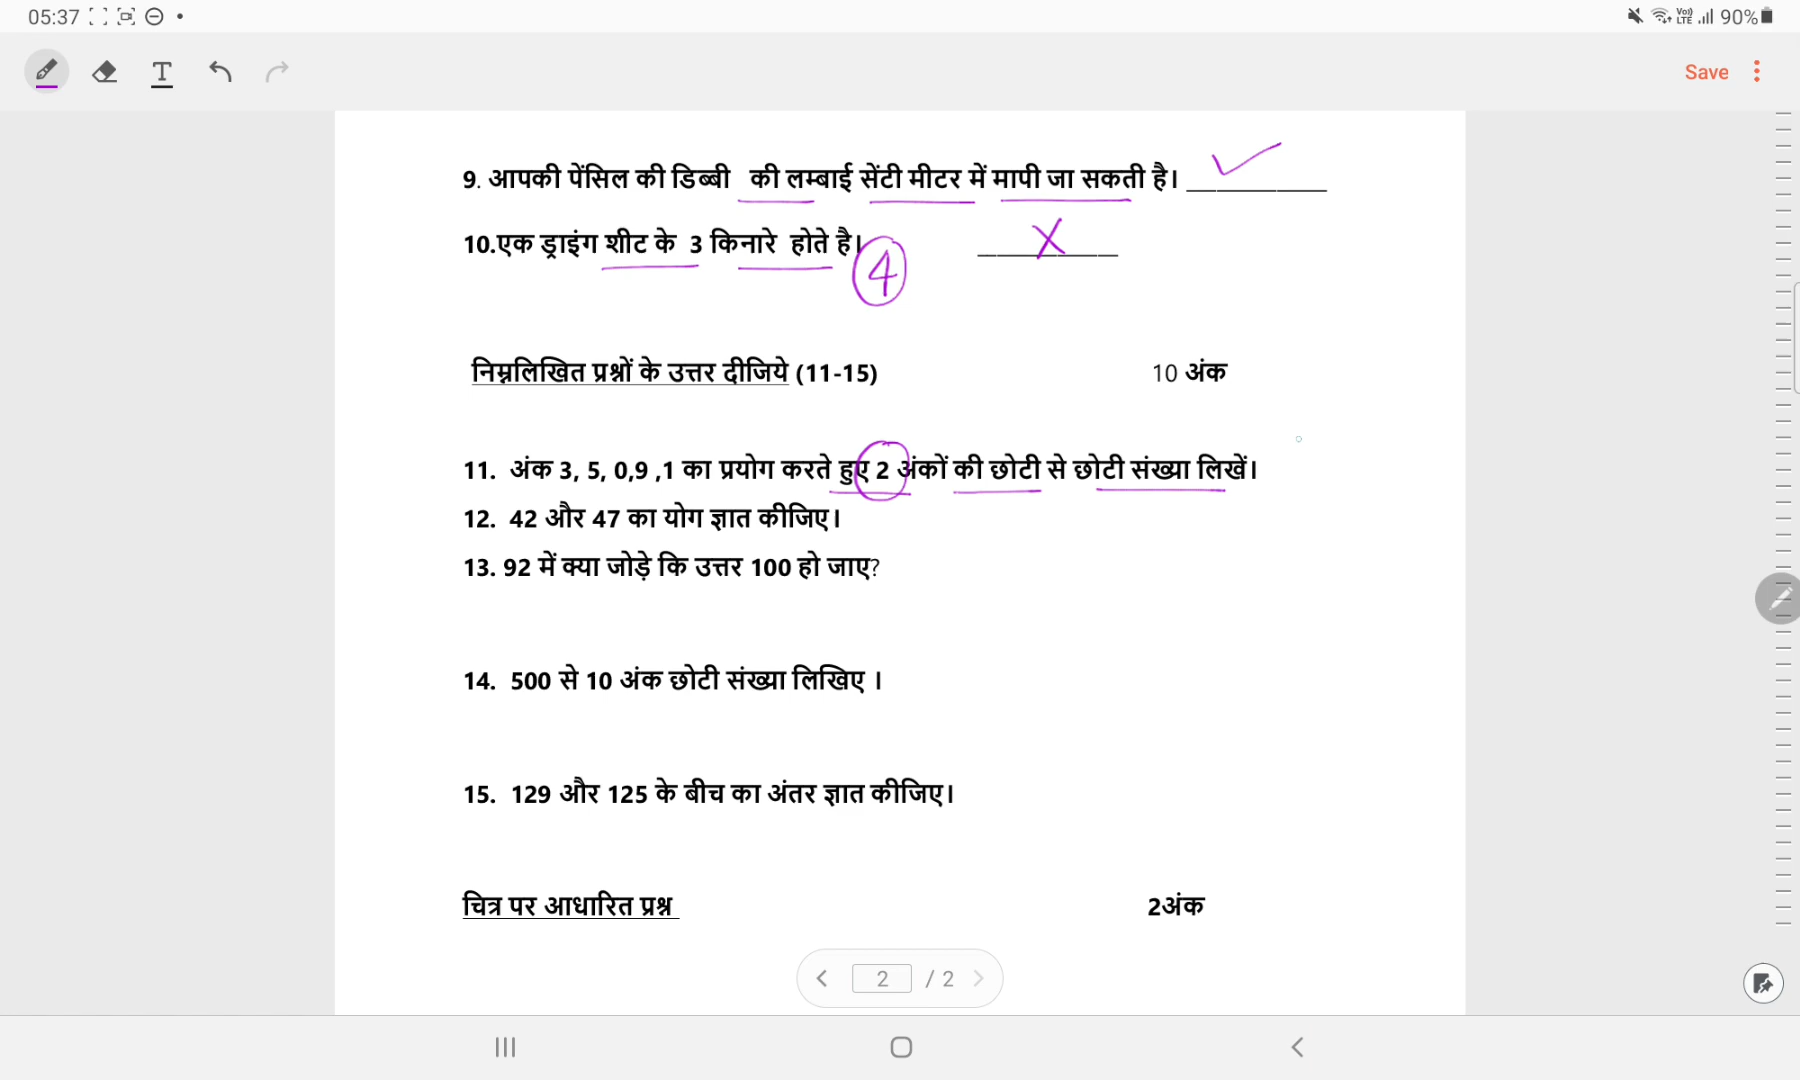 05:37 90%
T Save
9. आपकी पेंसिल की डिब्बी की लम्बाई सेंटी मीटर में मापी जा सकती है। __________ ✓
10.एक ड्राइंग शीट के 3 किनारे होते है। __________ X
4
निम्नलिखित प्रश्नों के उत्तर दीजिये (11-15) 10 अंक
11. अंक 3, 5, 0,9 ,1 का प्रयोग करते हुए 2 अंकों की छोटी से छोटी संख्या लिखें।
12. 42 और 47 का योग ज्ञात कीजिए।
13. 92 में क्या जोड़े कि उत्तर 100 हो जाए?
14. 500 से 10 अंक छोटी संख्या लिखिए ।
15. 129 और 125 के बीच का अंतर ज्ञात कीजिए।
चित्र पर आधारित प्रश्न 2अंक
2 / 2